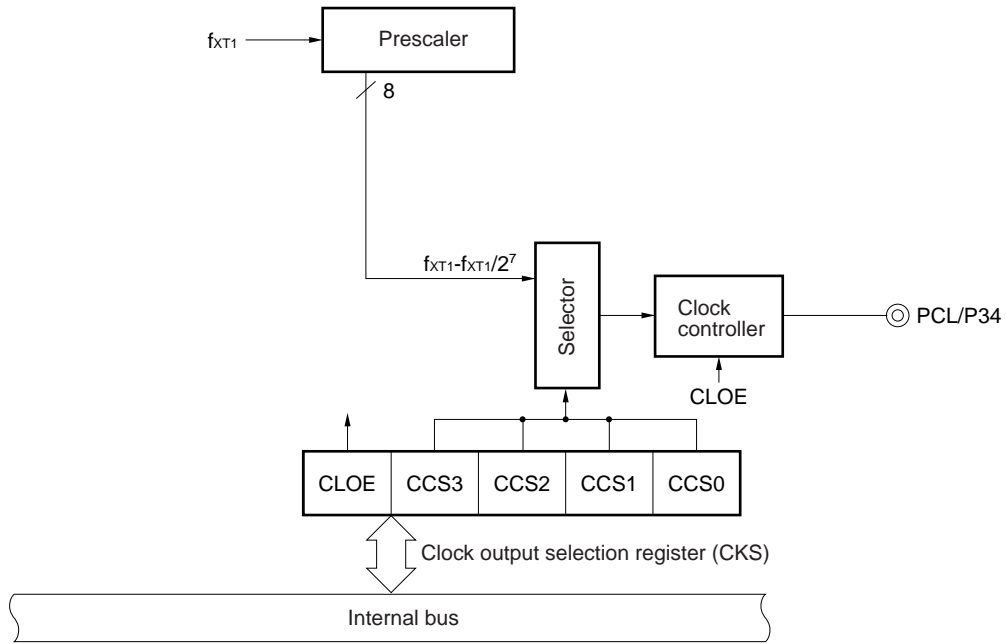 fXT1
Prescaler
8
fXT1-fXT1/2⁷
Selector
Clock controller
PCL/P34
CLOE
CLOE CCS3 CCS2 CCS1 CCS0
Clock output selection register (CKS)
Internal bus